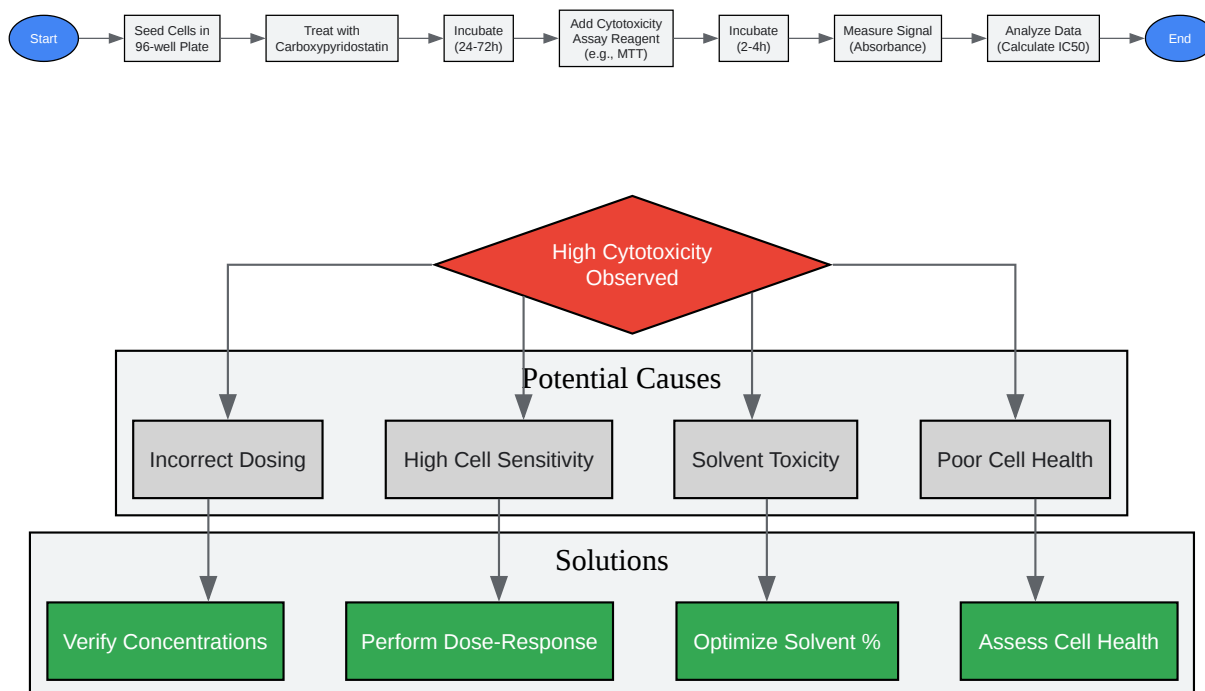 Start
Seed Cells in
96-well Plate
Treat with
Carboxypyridostatin
Incubate
(24-72h)
Add Cytotoxicity
Assay Reagent
(e.g., MTT)
Incubate
(2-4h)
Measure Signal
(Absorbance)
Analyze Data
(Calculate IC50)
End
High Cytotoxicity
Observed
Potential Causes
Incorrect Dosing
High Cell Sensitivity
Solvent Toxicity
Poor Cell Health
Solutions
Verify Concentrations
Perform Dose-Response
Optimize Solvent %
Assess Cell Health